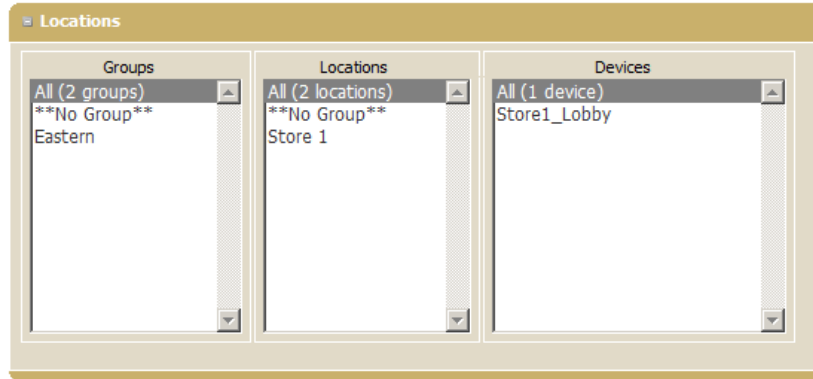 Locations
Groups
All (2 groups)
**No Group**
Eastern
Locations
All (2 locations)
**No Group**
Store 1
Devices
All (1 device)
Store1_Lobby